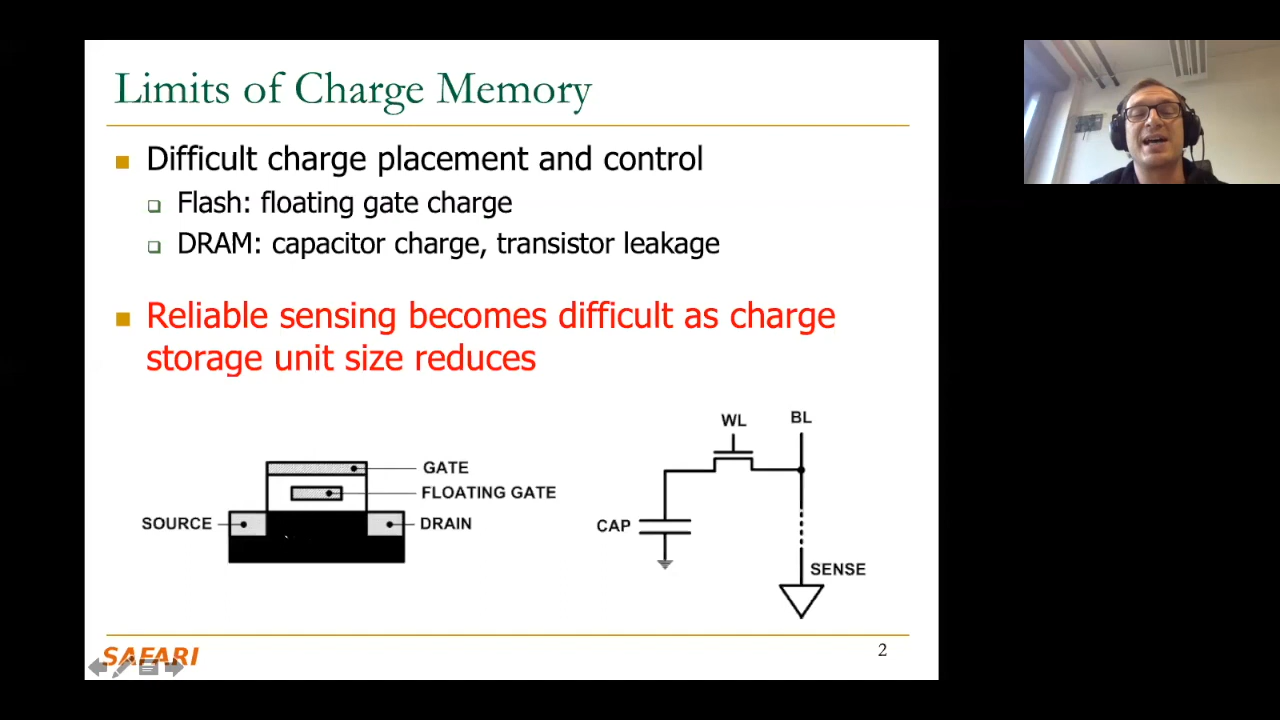 Limits of Charge Memory
Difficult charge placement and control
Flash: floating gate charge
DRAM: capacitor charge, transistor leakage
Reliable sensing becomes difficult as charge
storage unit size reduces
GATE
FLOATING GATE
SOURCE
DRAIN
WL
BL
CAP
SENSE
SAFARI
2